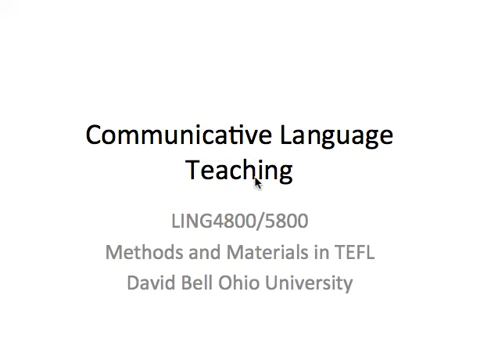 Communicative Language
Teaching
LING4800/5800
Methods and Materials in TEFL
David Bell Ohio University